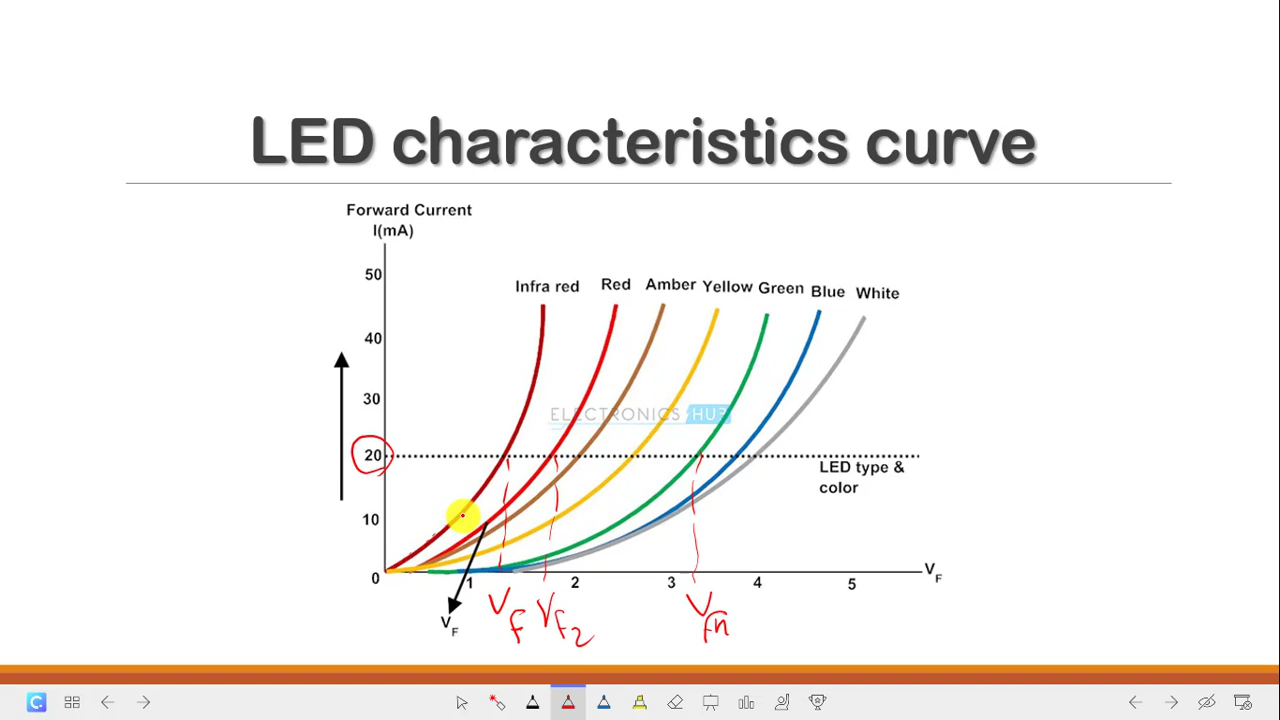 LED characteristics curve
Forward Current
I(mA)
50
Infra red
Red
Amber
Yellow
Green
Blue
White
40
30
ELECTRONICS HUB
20
LED type &
color
10
0
1
2
3
4
5
VF
VF
Vf
Vf2
Vfn